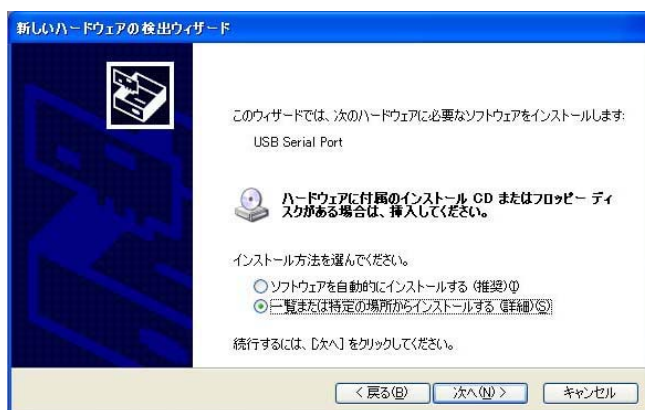 新しいハードウェアの検出ウィザード
このウィザードでは、次のハードウェアに必要なソフトウェアをインストールします:
USB Serial Port
ハードウェアに付属のインストール CD またはフロッピー ディ
スクがある場合は、挿入してください。
インストール方法を選んでください。
ソフトウェアを自動的にインストールする (推奨)(I)
一覧または特定の場所からインストールする (詳細)(S)
続行するには、[次へ] をクリックしてください。
< 戻る(B) 次へ(N) > キャンセル